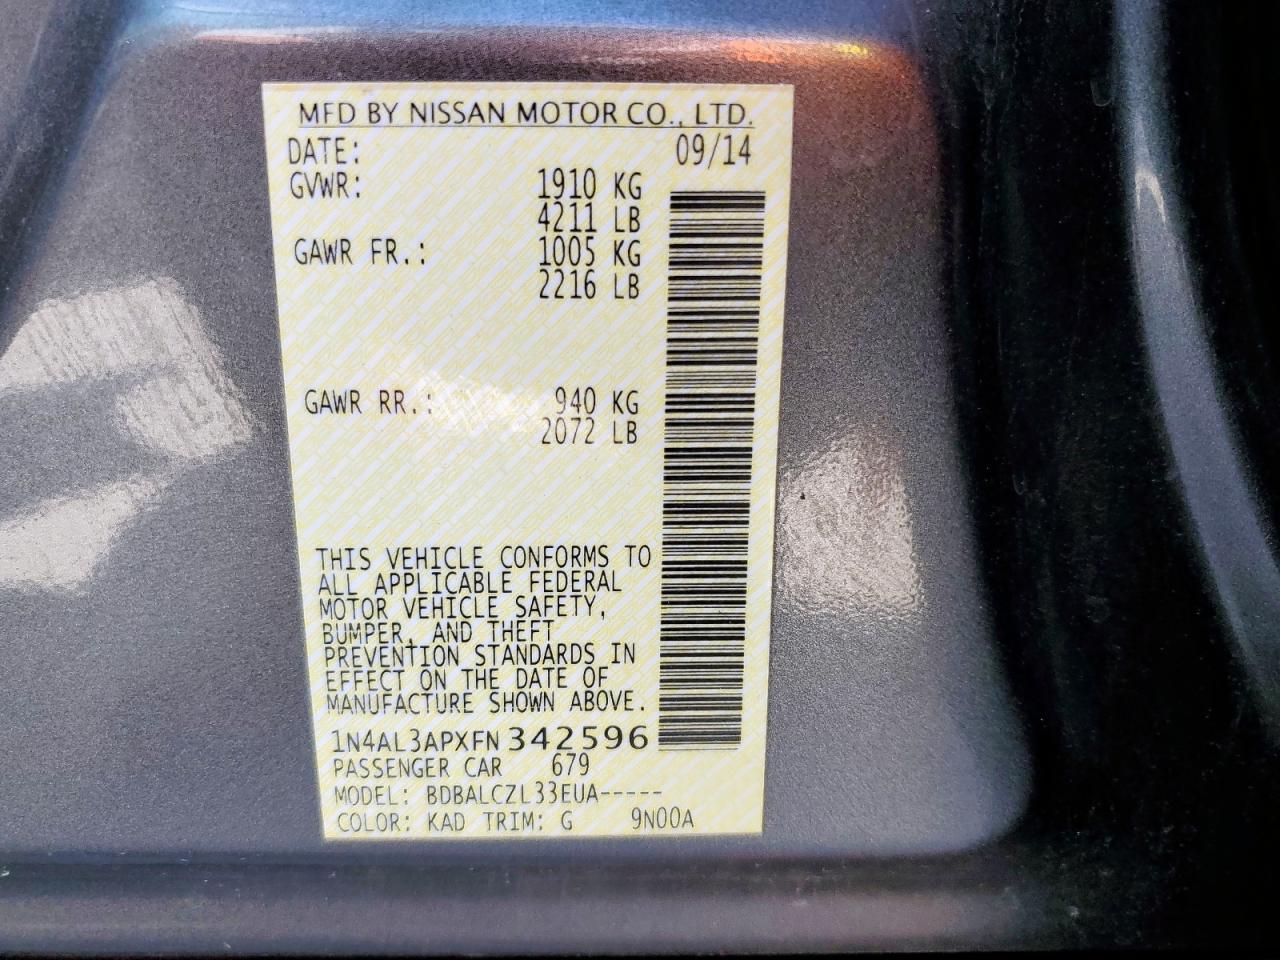 MFD BY NISSAN MOTOR CO., LTD.
DATE: 09/14
GVWR: 1910 KG
4211 LB
GAWR FR.: 1005 KG
2216 LB
GAWR RR.: 940 KG
2072 LB
THIS VEHICLE CONFORMS TO
ALL APPLICABLE FEDERAL
MOTOR VEHICLE SAFETY,
BUMPER, AND THEFT
PREVENTION STANDARDS IN
EFFECT ON THE DATE OF
MANUFACTURE SHOWN ABOVE.
1N4AL3APXFN342596
PASSENGER CAR 679
MODEL: BDBALCZL33EUA-----
COLOR: KAD TRIM: G 9N00A